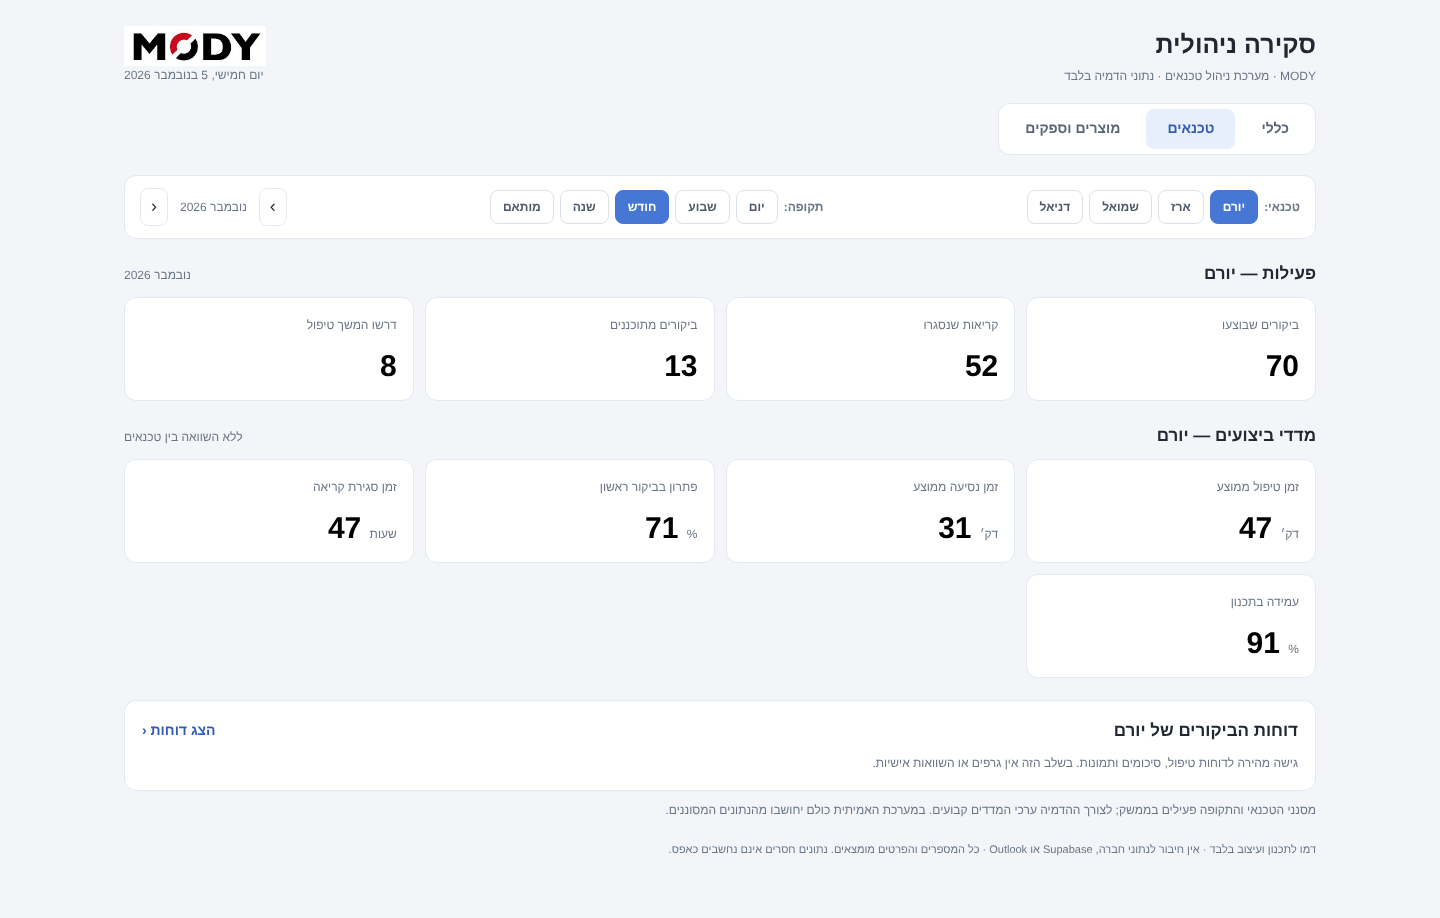 סקירה ניהולית
MODY · מערכת ניהול טכנאים · נתוני הדמיה בלבד
MODY
יום חמישי, 5 בנובמבר 2026
כללי
טכנאים
מוצרים וספקים
טכנאי: יורם ארז שמואל דניאל
תקופה: יום שבוע חודש שנה מותאם
› נובמבר 2026 ‹
פעילות — יורם
נובמבר 2026
ביקורים שבוצעו
70
קריאות שנסגרו
52
ביקורים מתוכננים
13
דרשו המשך טיפול
8
מדדי ביצועים — יורם
ללא השוואה בין טכנאים
זמן טיפול ממוצע
47 דק׳
זמן נסיעה ממוצע
31 דק׳
פתרון בביקור ראשון
71 %
זמן סגירת קריאה
47 שעות
עמידה בתכנון
91 %
דוחות הביקורים של יורם
הצג דוחות ‹
גישה מהירה לדוחות טיפול, סיכומים ותמונות. בשלב הזה אין גרפים או השוואות אישיות.
מסנני הטכנאי והתקופה פעילים בממשק; לצורך ההדמיה ערכי המדדים קבועים. במערכת האמיתית כולם יחושבו מהנתונים המסוננים.
דמו לתכנון ועיצוב בלבד · אין חיבור לנתוני חברה, Supabase או Outlook · כל המספרים והפרטים מומצאים. נתונים חסרים אינם נחשבים כאפס.